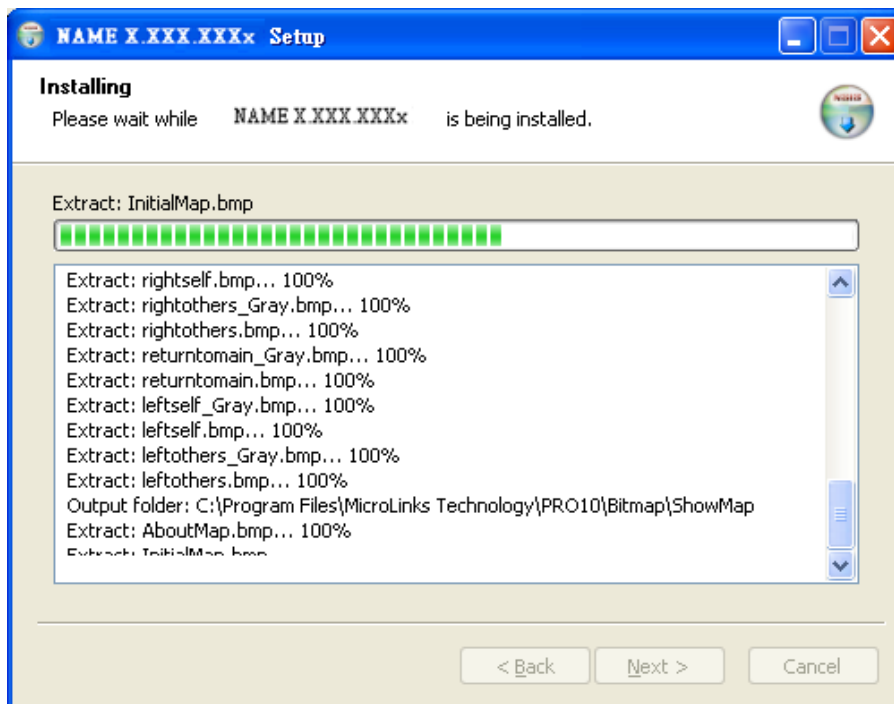 NAME X.XXX.XXXx Setup
Installing
Please wait while NAME X.XXX.XXXx is being installed.
Extract: InitialMap.bmp
Extract: rightself.bmp... 100%
Extract: rightothers_Gray.bmp... 100%
Extract: rightothers.bmp... 100%
Extract: returntomain_Gray.bmp... 100%
Extract: returntomain.bmp... 100%
Extract: leftself_Gray.bmp... 100%
Extract: leftself.bmp... 100%
Extract: leftothers_Gray.bmp... 100%
Extract: leftothers.bmp... 100%
Output folder: C:\Program Files\MicroLinks Technology\PRO10\Bitmap\ShowMap
Extract: AboutMap.bmp... 100%
Extract: InitialMap.bmp
< Back
Next >
Cancel